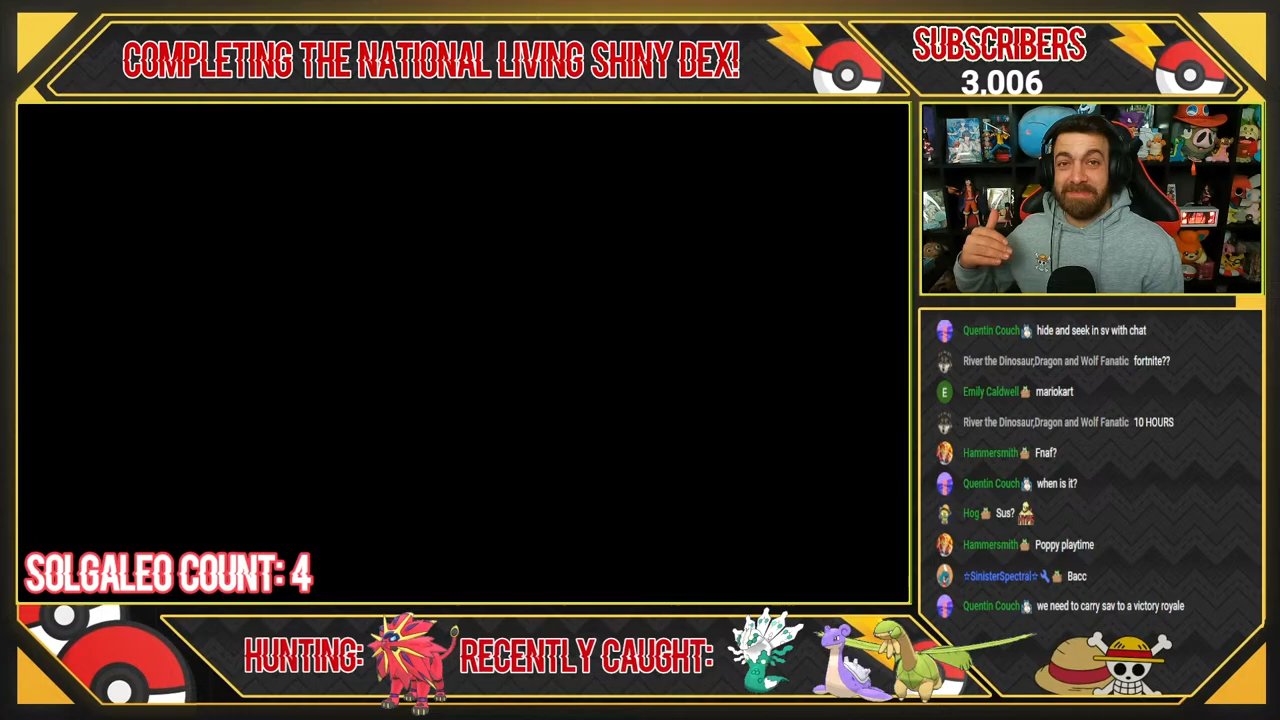 COMPLETING THE NATIONAL LIVING SHINY DEX!
SUBSCRIBERS
3,006
Quentin Couch hide and seek in sv with chat
River the Dinosaur,Dragon and Wolf Fanatic fortnite??
Emily Caldwell mariokart
River the Dinosaur,Dragon and Wolf Fanatic 10 HOURS
Hammersmith Fnaf?
Quentin Couch when is it?
Hog Sus?
Hammersmith Poppy playtime
☆SinisterSpectral☆ Bacc
Quentin Couch we need to carry sav to a victory royale
SOLGALEO COUNT: 4
HUNTING:
RECENTLY CAUGHT: